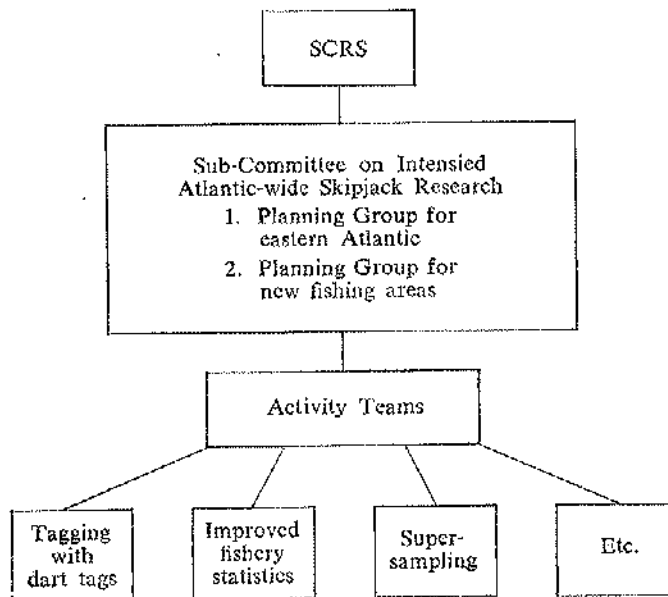 SCRS
Sub-Committee on Intensied
Atlantic-wide Skipjack Research
1. Planning Group for
eastern Atlantic
2. Planning Group for
new fishing areas
Activity Teams
Tagging
with
dart tags
Improved
fishery
statistics
Super-
sampling
Etc.